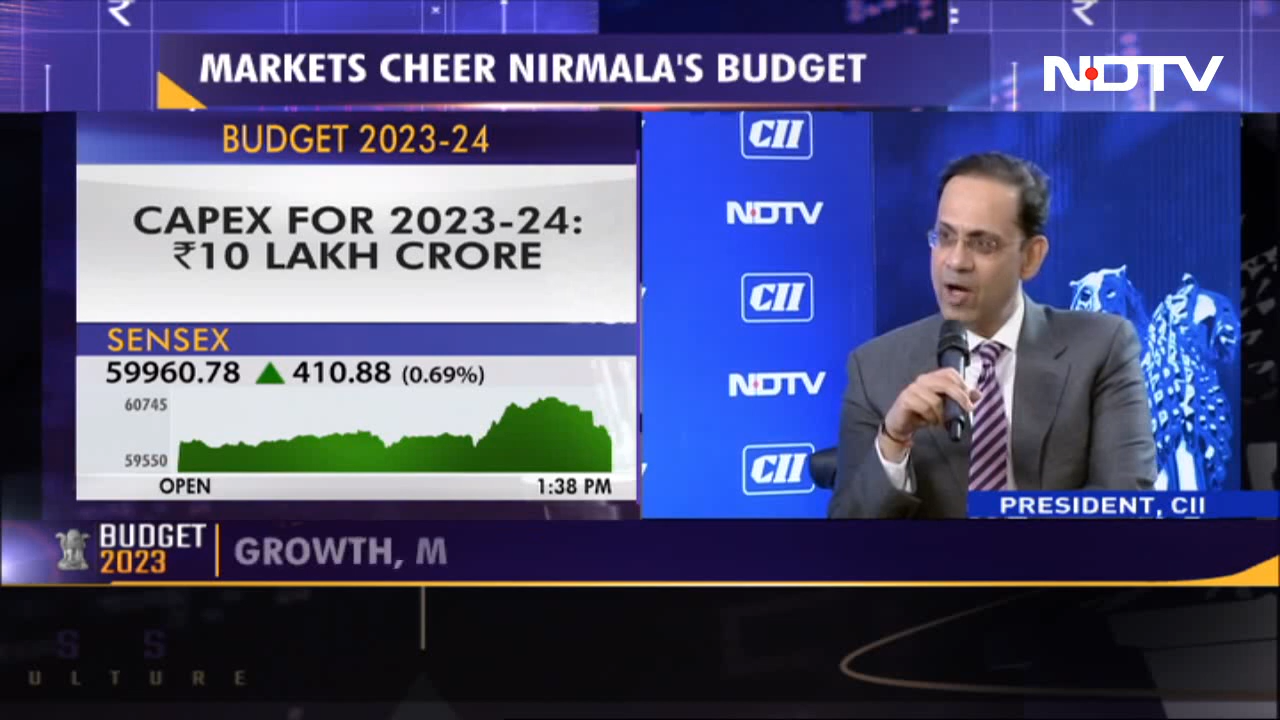 ₹
₹
MARKETS CHEER NIRMALA'S BUDGET
NDTV
BUDGET 2023-24
CAPEX FOR 2023-24:
₹10 LAKH CRORE
SENSEX
59960.78 ▲ 410.88 (0.69%)
60745
59550
OPEN
1:38 PM
CII
NDTV
CII
NDTV
CII
PRESIDENT, CII
BUDGET
2023
GROWTH, M
S S
U L T U R E